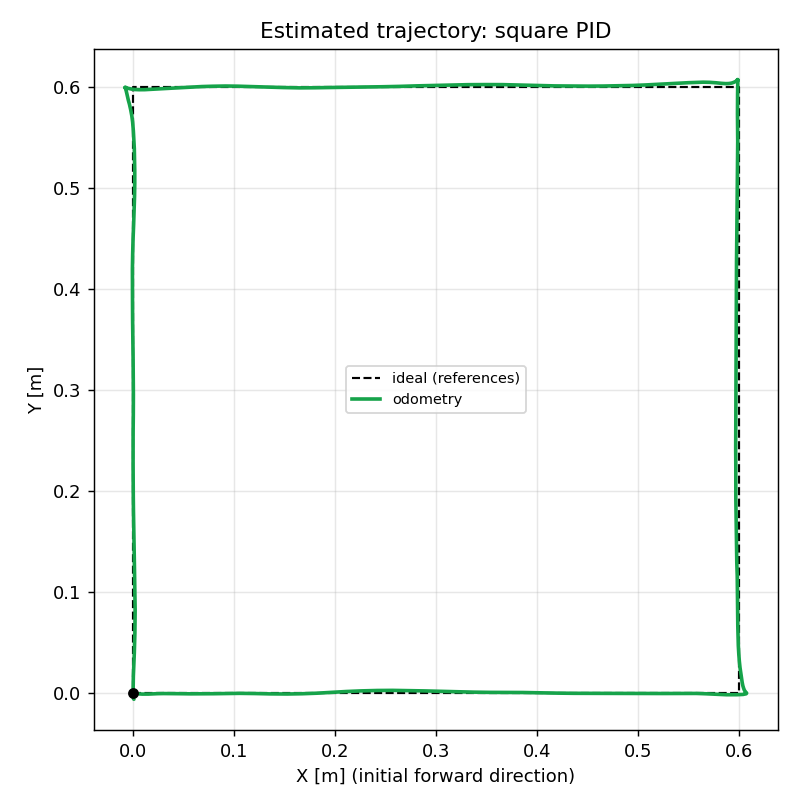 Estimated trajectory: square PID
Y [m]
0.6
0.5
0.4
0.3
0.2
0.1
0.0
ideal (references)
odometry
0.0 0.1 0.2 0.3 0.4 0.5 0.6
X [m] (initial forward direction)